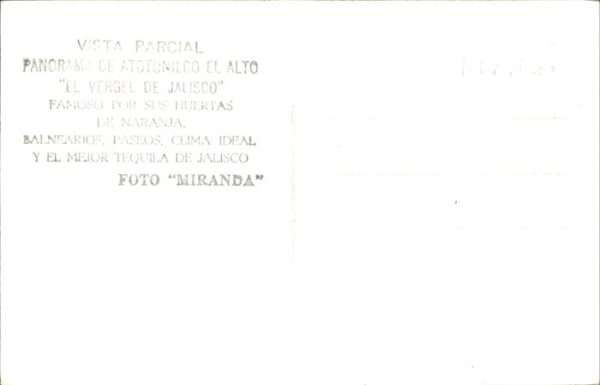 VISTA PARCIAL
PANORAMA DE ATOTONILCO EL ALTO
"EL VERGEL DE JALISCO"
FAMOSO POR SUS HUERTAS
DE NARANJA,
BALNEARIOS, PASEOS, CLIMA IDEAL
Y EL MEJOR TEQUILA DE JALISCO
FOTO "MIRANDA"